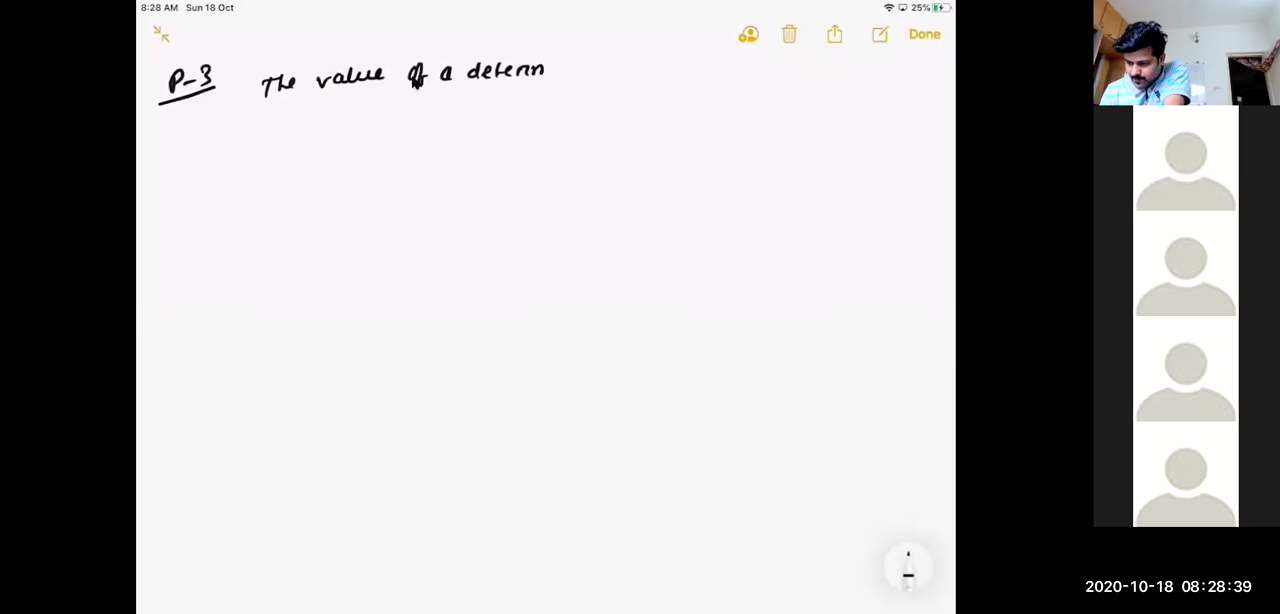 8:28 AM Sun 18 Oct
25%
Done
P-3 The value of a determ
2020-10-18 08:28:39